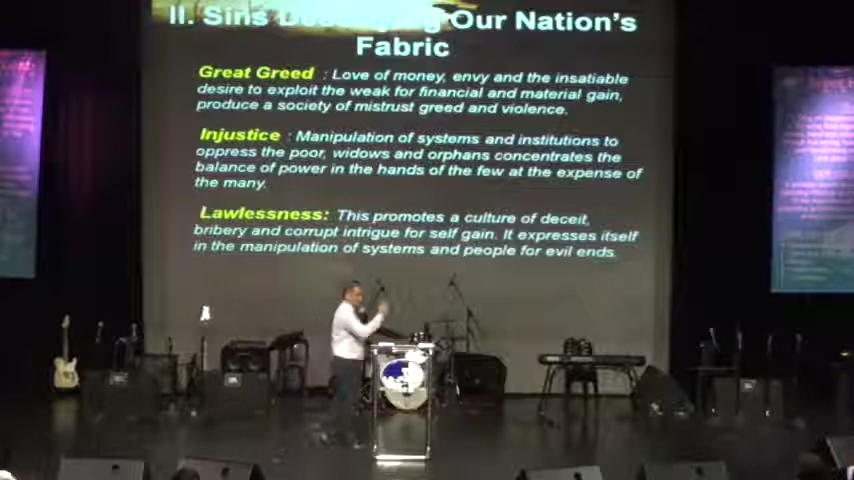 II. Sins Destroying Our Nation's
Fabric
Great Greed : Love of money, envy and the insatiable
desire to exploit the weak for financial and material gain,
produce a society of mistrust greed and violence.
Injustice : Manipulation of systems and institutions to
oppress the poor, widows and orphans concentrates the
balance of power in the hands of the few at the expense of
the many.
Lawlessness: This promotes a culture of deceit,
bribery and corrupt intrigue for self gain. It expresses itself
in the manipulation of systems and people for evil ends.